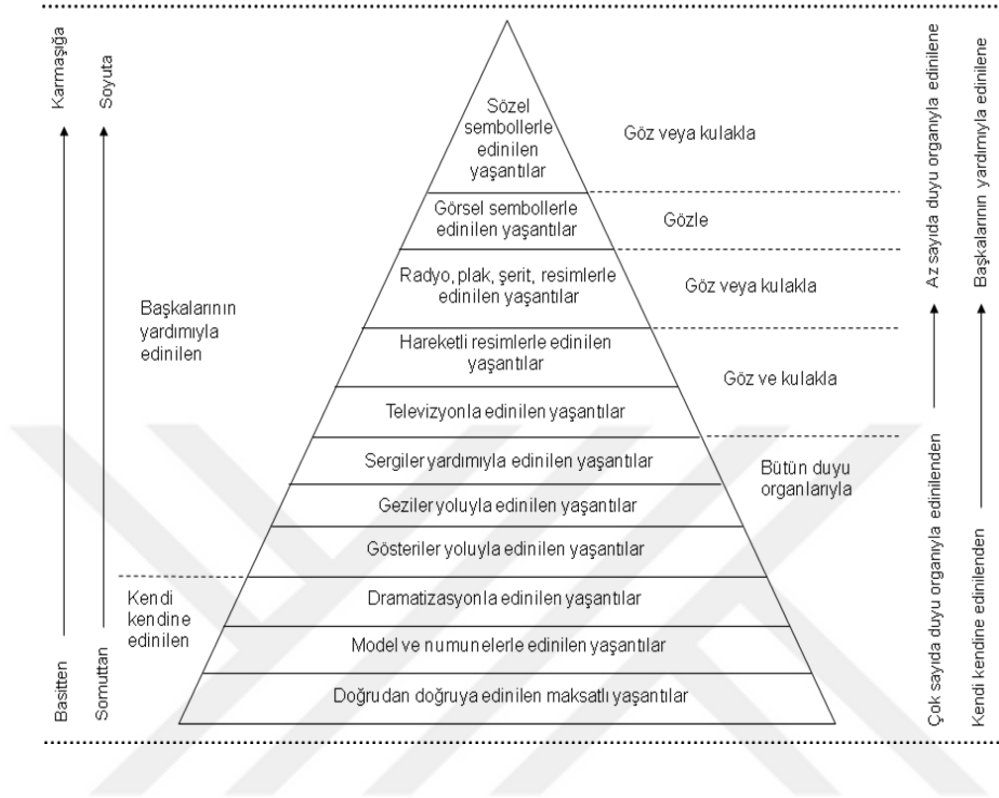 Karmaşığa
Soyuta
Basitten
Somuttan
Başkalarının
yardımıyla
edinilen
Kendi
kendine
edinilen
Sözel
sembollerle
edinilen
yaşantılar
Görsel sembollerle
edinilen yaşantılar
Radyo, plak, şerit, resimlerle
edinilen yaşantılar
Hareketli resimlerle edinilen
yaşantılar
Televizyonla edinilen yaşantılar
Sergiler yardımıyla edinilen yaşantılar
Geziler yoluyla edinilen yaşantılar
Gösteriler yoluyla edinilen yaşantılar
Dramatizasyonla edinilen yaşantılar
Model ve numunelerle edinilen yaşantılar
Doğrudan doğruya edinilen maksatlı yaşantılar
Göz veya kulakla
Gözle
Göz veya kulakla
Göz ve kulakla
Bütün duyu
organlarıyla
Az sayıda duyu organıyla edinilene
Çok sayıda duyu organıyla edinilenden
Başkalarının yardımıyla edinilene
Kendi kendine edinilenden